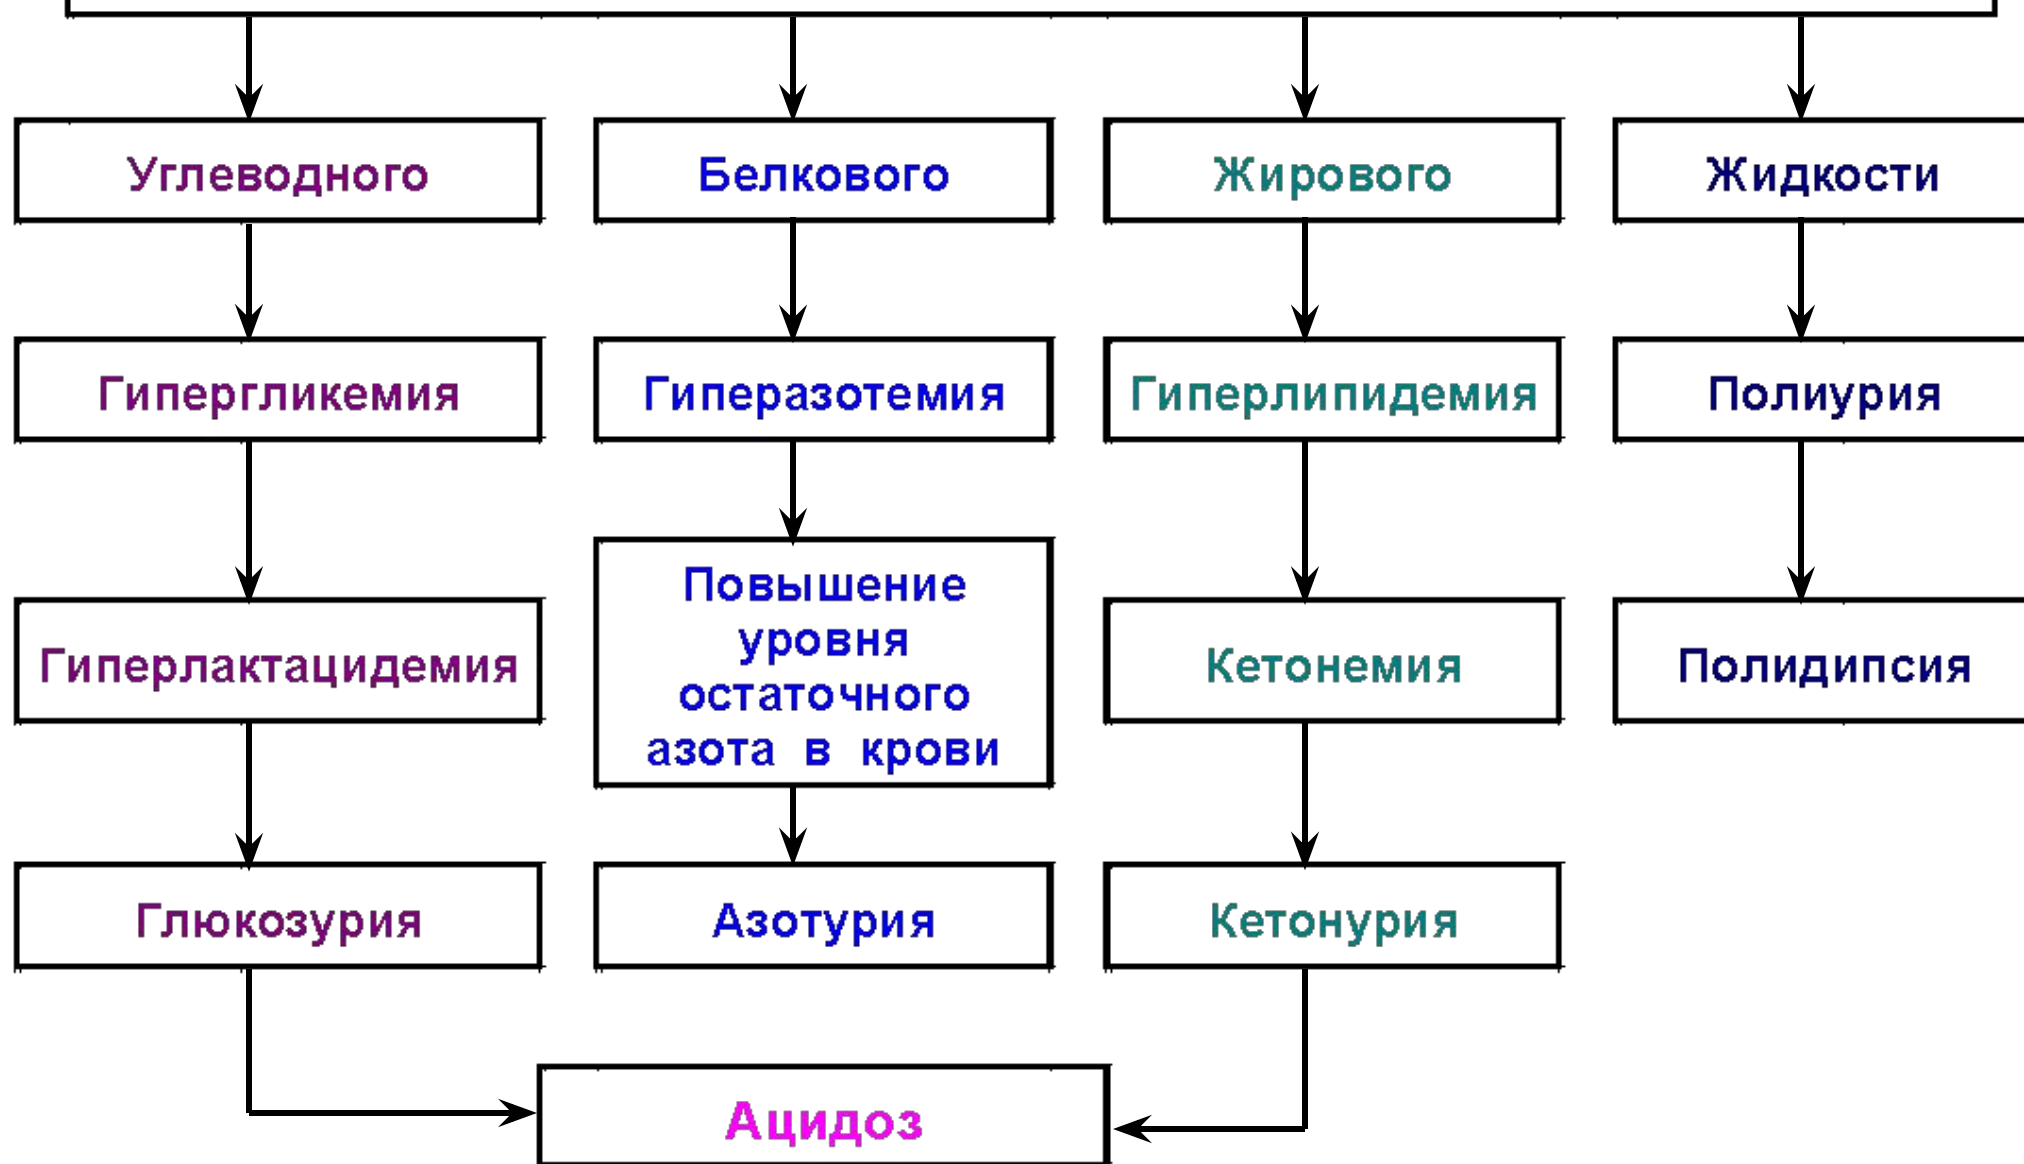 Углеводного
Белкового
Жирового
Жидкости
Гипергликемия
Гиперазотемия
Гиперлипидемия
Полиурия
Гиперлактацидемия
Повышение
уровня
остаточного
азота в крови
Кетонемия
Полидипсия
Глюкозурия
Азотурия
Кетонурия
Ацидоз